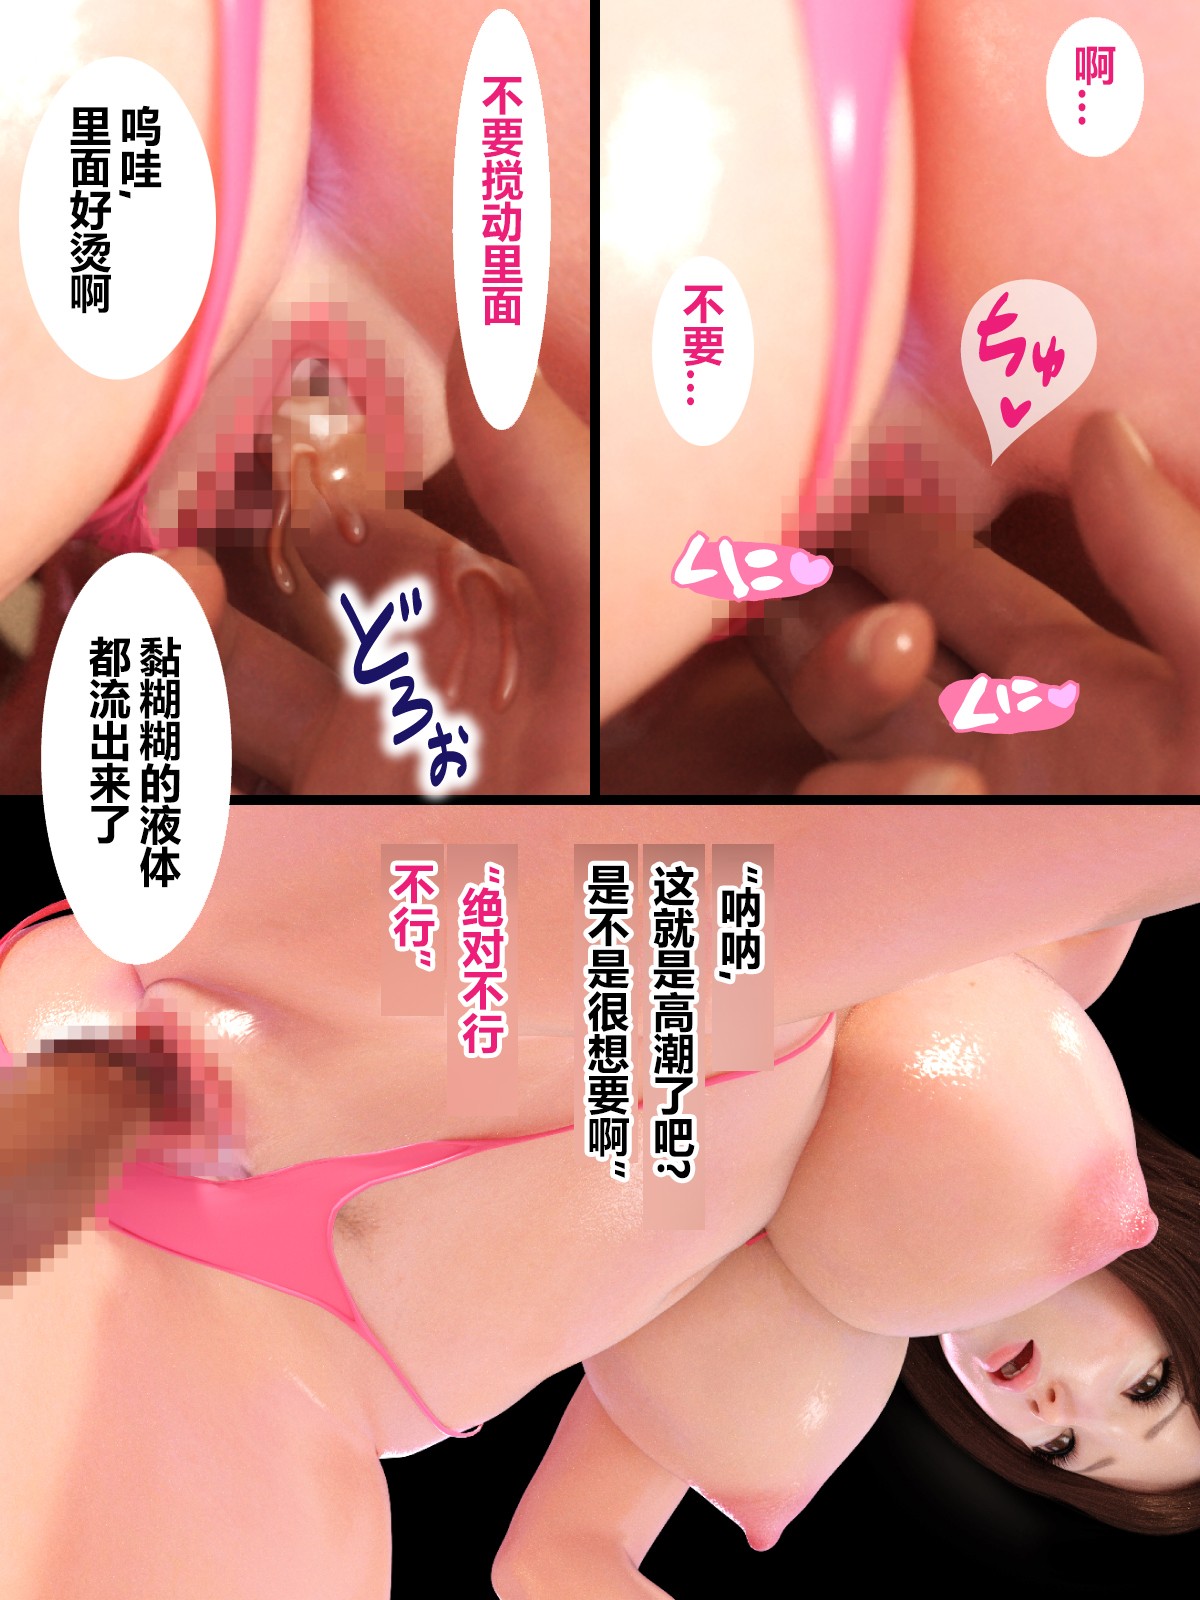 啊…
不要…
ちゅ♥
くに♥
くに♥
不要搅动里面
呜哇,
里面好烫啊
どろぉ
黏糊糊的液体
都流出来了
“呐呐,
这就是高潮了吧?
是不是很想要啊”
“绝对不行
不行”